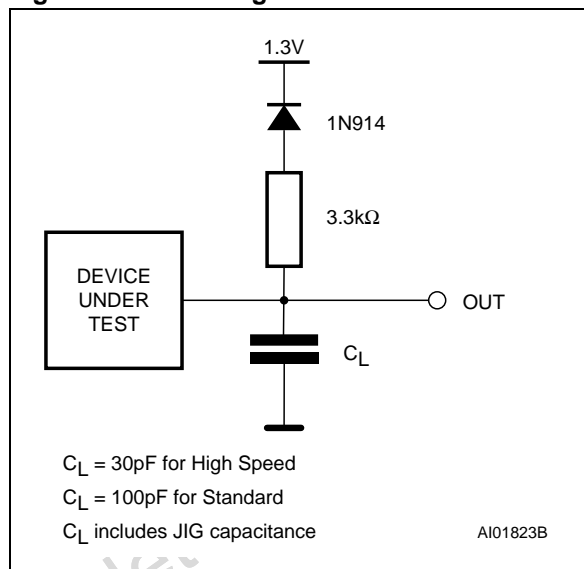 1.3V
1N914
3.3kΩ
DEVICE
UNDER
TEST
OUT
CL
CL = 30pF for High Speed
CL = 100pF for Standard
CL includes JIG capacitance
AI01823B